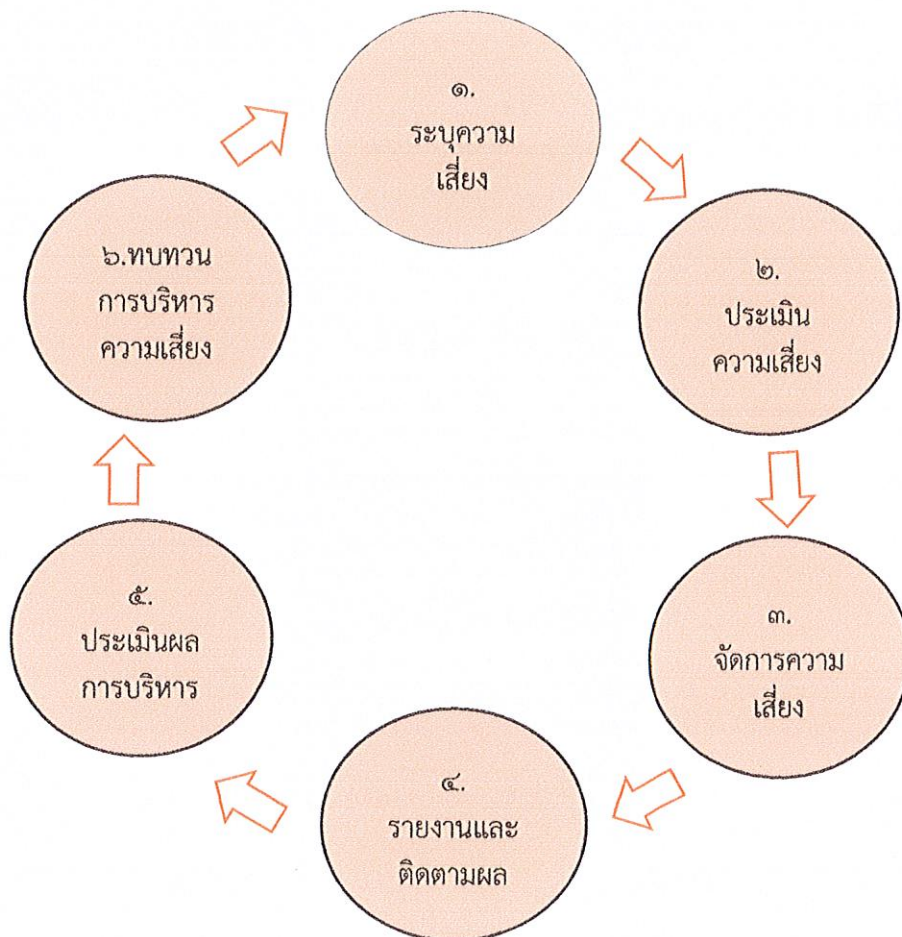 ๑.
ระบุความ
เสี่ยง
๒.
ประเมิน
ความเสี่ยง
๓.
จัดการความ
เสี่ยง
๔.
รายงานและ
ติดตามผล
๕.
ประเมินผล
การบริหาร
๖.ทบทวน
การบริหาร
ความเสี่ยง